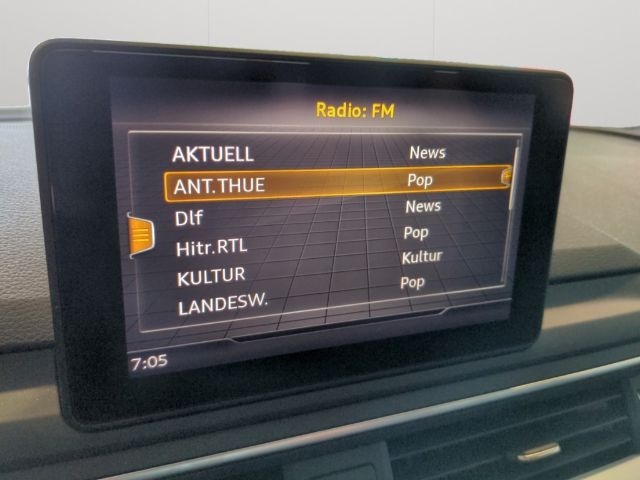 Radio: FM
AKTUELL News
ANT.THUE Pop
Dlf News
Hitr.RTL Pop
KULTUR Kultur
LANDESW. Pop
7:05